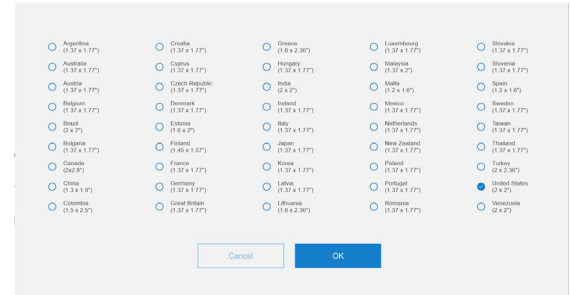 Argentina
(1.37 x 1.77")
Croatia
(1.37 x 1.77")
Greece
(1.6 x 2.36")
Luxembourg
(1.37 x 1.77")
Slovakia
(1.37 x 1.77")
Australia
(1.37 x 1.77")
Cyprus
(1.37 x 1.77")
Hungary
(1.37 x 1.77")
Malaysia
(1.37 x 2")
Slovenia
(1.37 x 1.77")
Austria
(1.37 x 1.77")
Czech Republic
(1.37 x 1.77")
India
(2 x 2")
Malta
(1.2 x 1.6")
Spain
(1.2 x 1.6")
Belgium
(1.37 x 1.77")
Denmark
(1.37 x 1.77")
Ireland
(1.37 x 1.77")
Mexico
(1.37 x 1.77")
Sweden
(1.37 x 1.77")
Brazil
(2 x 2")
Estonia
(1.6 x 2")
Italy
(1.37 x 1.77")
Netherlands
(1.37 x 1.77")
Taiwan
(1.37 x 1.77")
Bulgaria
(1.37 x 1.77")
Finland
(1.45 x 1.57")
Japan
(1.37 x 1.77")
New Zealand
(1.37 x 1.77")
Thailand
(1.37 x 1.77")
Canada
(2x2 8")
France
(1.37 x 1.77")
Korea
(1.37 x 1.77")
Poland
(1.37 x 1.77")
Turkey
(2 x 2.36")
China
(1.3 x 1.9")
Germany
(1.37 x 1.77")
Latvia
(1.37 x 1.77")
Portugal
(1.37 x 1.77")
United States
(2 x 2")
Colombia
(1.5 x 2.5")
Great Britain
(1.37 x 1.77")
Lithuania
(1.6 x 2.36")
Romania
(1.37 x 1.77")
Venezuela
(2 x 2")
Cancel
OK